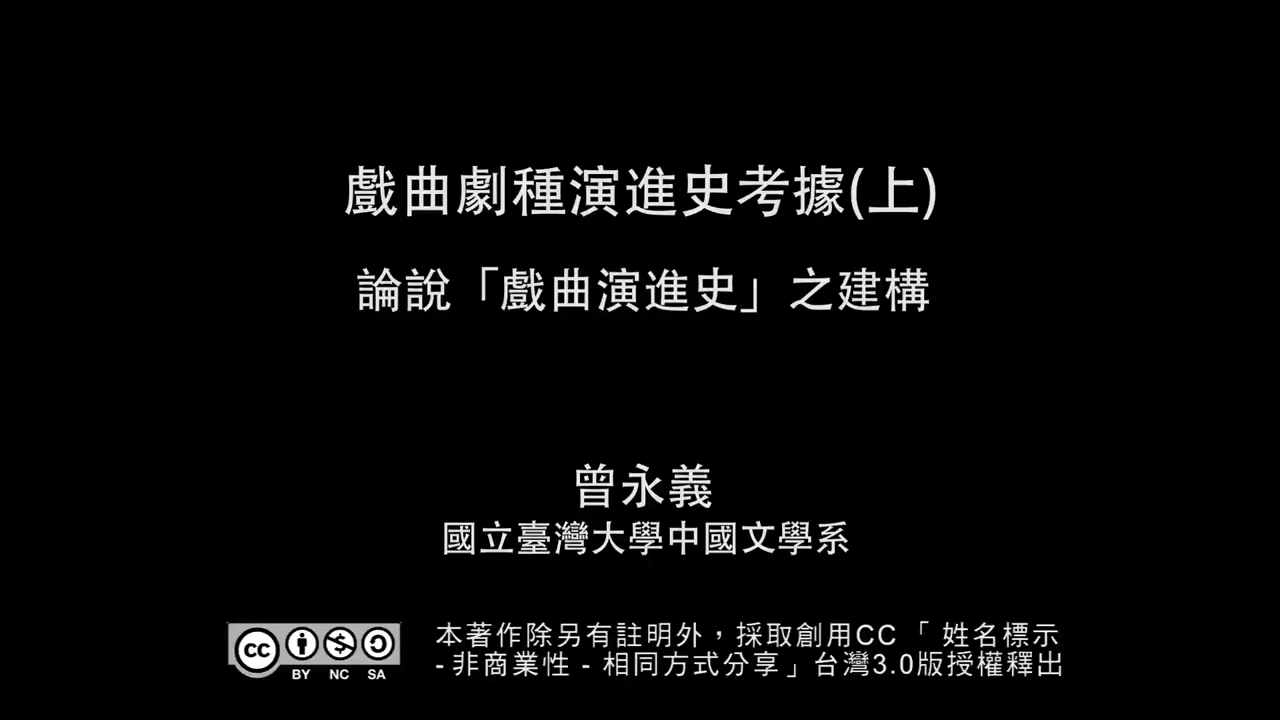 戲曲劇種演進史考據(上)
論說「戲曲演進史」之建構
曾永義
國立臺灣大學中國文學系
本著作除另有註明外，採取創用CC「 姓名標示
- 非商業性 - 相同方式分享」台灣3.0版授權釋出
cc
BY NC SA